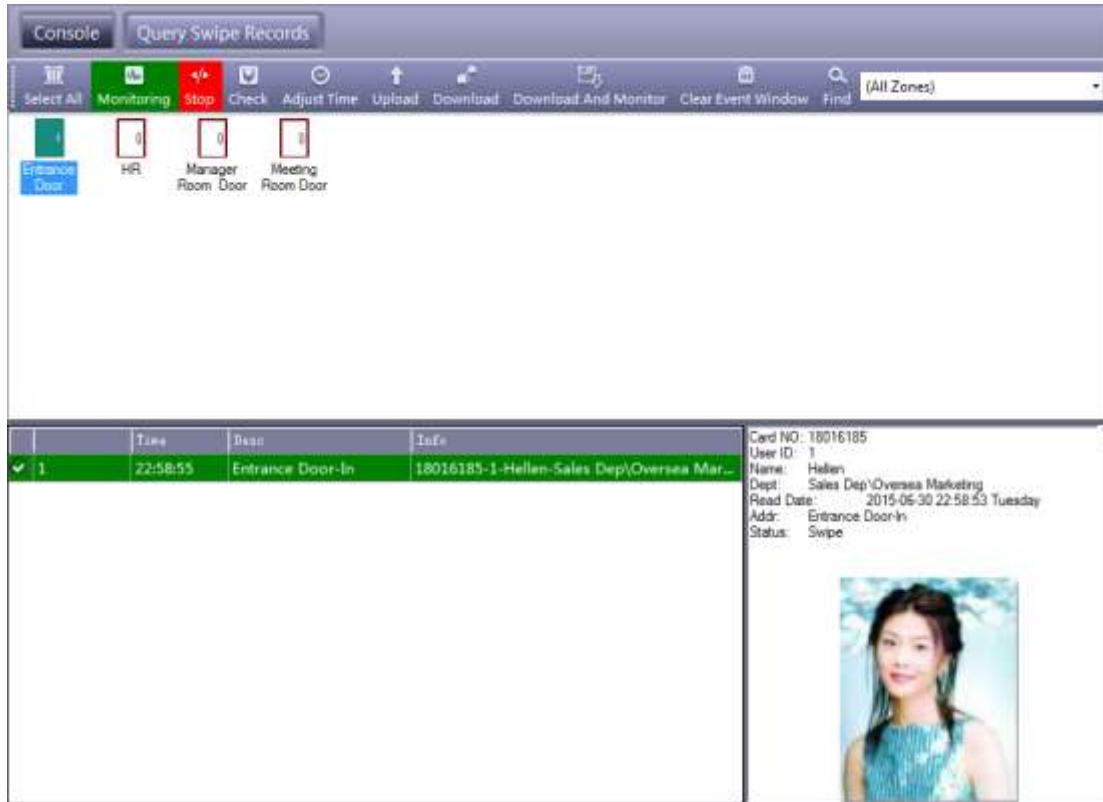 Console Query Swipe Records
Select All Monitoring Stop Check Adjust Time Upload Download Download And Monitor Clear Event Window Find (All Zones)
Entrance Door
HR
Manager Room Door
Meeting Room Door
Time Desc Info
1 22:58:55 Entrance Door-In 18016185-1-Hellen-Sales Dep\Oversea Mar...
Card NO: 18016185
User ID: 1
Name: Hellen
Dept: Sales Dep\Oversea Marketing
Read Date: 2015-06-30 22:58:53 Tuesday
Addr: Entrance Door-In
Status: Swipe